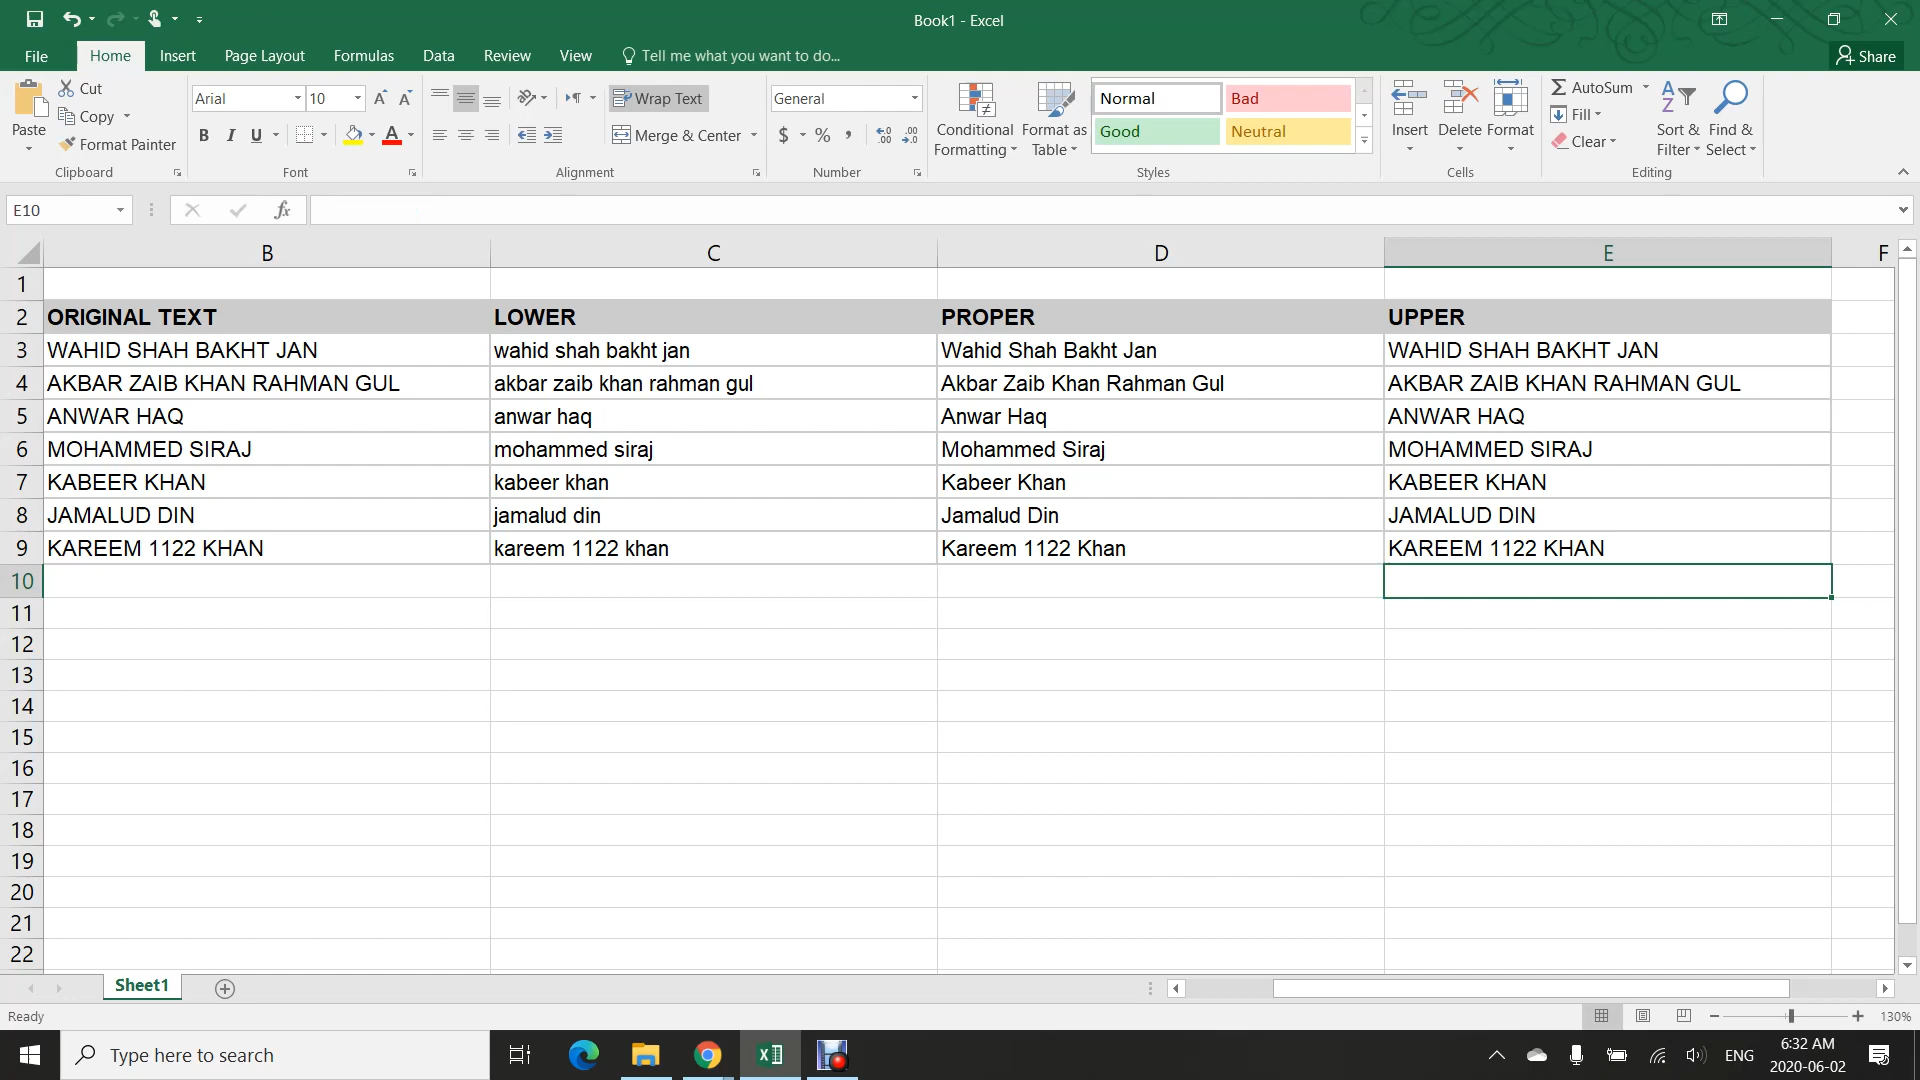 Book1 - Excel
File Home Insert Page Layout Formulas Data Review View Tell me what you want to do... Share
Paste Cut Copy Format Painter Clipboard
Arial 10 A A B I U A Font
Wrap Text Merge & Center Alignment
General $ % , .00 .0 Number
Conditional Formatting Format as Table
Normal Bad
Good Neutral
Styles
Insert Delete Format Cells
AutoSum Fill Clear Sort & Filter Find & Select Editing
E10 fx
B C D E F
1
2 ORIGINAL TEXT LOWER PROPER UPPER
3 WAHID SHAH BAKHT JAN wahid shah bakht jan Wahid Shah Bakht Jan WAHID SHAH BAKHT JAN
4 AKBAR ZAIB KHAN RAHMAN GUL akbar zaib khan rahman gul Akbar Zaib Khan Rahman Gul AKBAR ZAIB KHAN RAHMAN GUL
5 ANWAR HAQ anwar haq Anwar Haq ANWAR HAQ
6 MOHAMMED SIRAJ mohammed siraj Mohammed Siraj MOHAMMED SIRAJ
7 KABEER KHAN kabeer khan Kabeer Khan KABEER KHAN
8 JAMALUD DIN jamalud din Jamalud Din JAMALUD DIN
9 KAREEM 1122 KHAN kareem 1122 khan Kareem 1122 Khan KAREEM 1122 KHAN
10
11
12
13
14
15
16
17
18
19
20
21
22
Sheet1
Ready 130%
Type here to search ENG 6:32 AM
2020-06-02